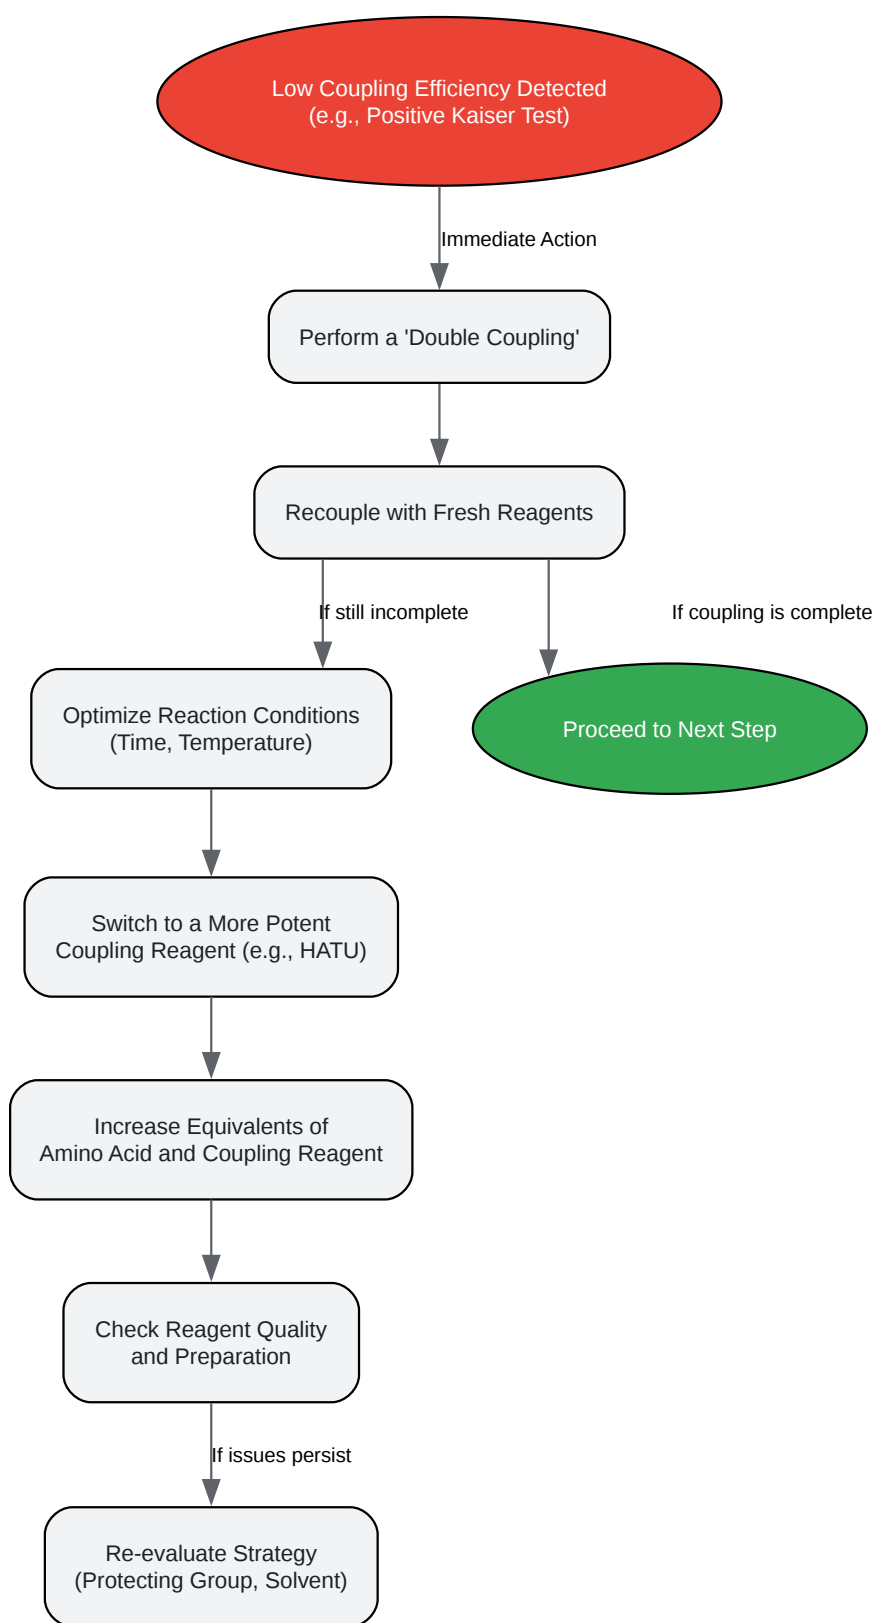 Low Coupling Efficiency Detected
(e.g., Positive Kaiser Test)
Immediate Action
Perform a 'Double Coupling'
Recouple with Fresh Reagents
If still incomplete
If coupling is complete
Optimize Reaction Conditions
(Time, Temperature)
Proceed to Next Step
Switch to a More Potent
Coupling Reagent (e.g., HATU)
Increase Equivalents of
Amino Acid and Coupling Reagent
Check Reagent Quality
and Preparation
If issues persist
Re-evaluate Strategy
(Protecting Group, Solvent)